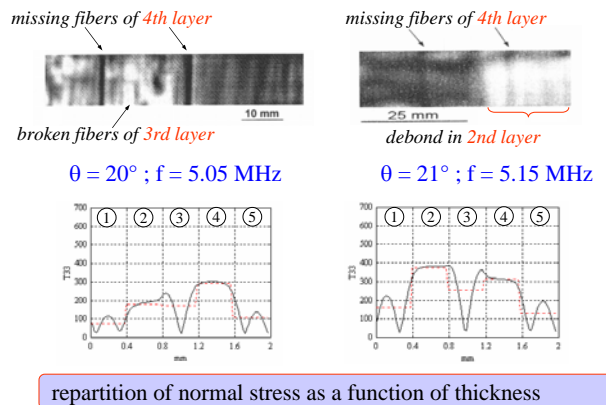 missing fibers of 4th layer
10 mm
broken fibers of 3rd layer
θ = 20° ; f = 5.05 MHz
700
600
500
400
300
200
100
0
T33
1 2 3 4 5
0 0.4 0.8 1.2 1.6 2
mm
missing fibers of 4th layer
25 mm
debond in 2nd layer
θ = 21° ; f = 5.15 MHz
700
600
500
400
300
200
100
0
T33
1 2 3 4 5
0 0.4 0.8 1.2 1.6 2
mm
repartition of normal stress as a function of thickness